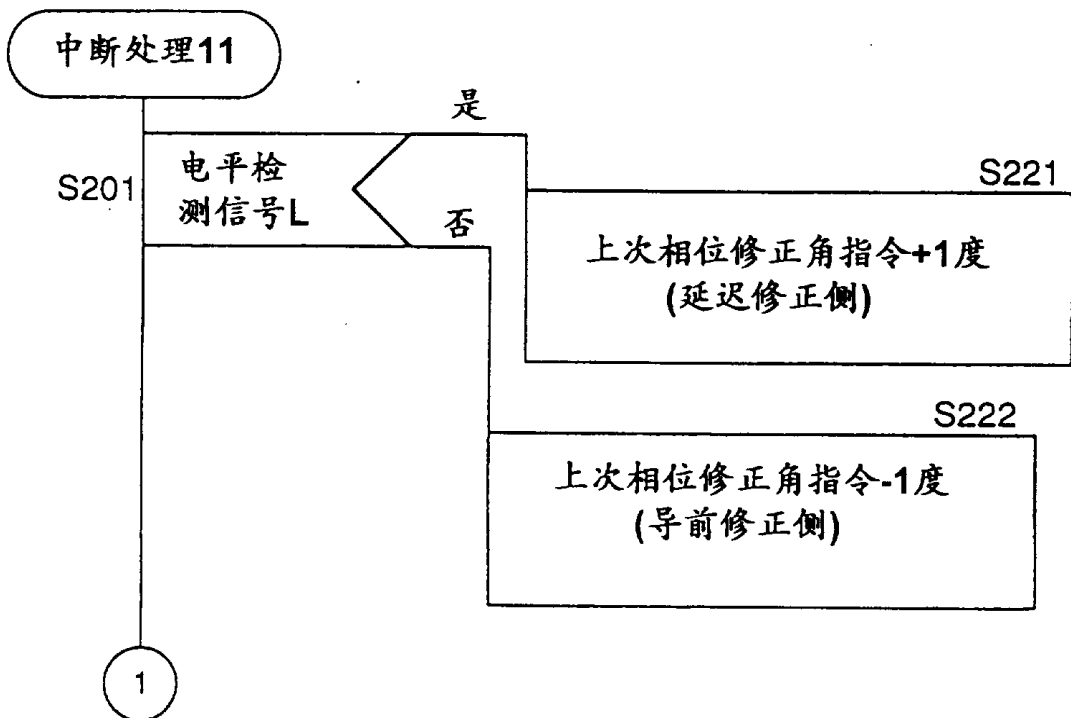 中断处理11
是
S201
电平检
测信号L
否
S221
上次相位修正角指令+1度
(延迟修正侧)
S222
上次相位修正角指令-1度
(导前修正侧)
1